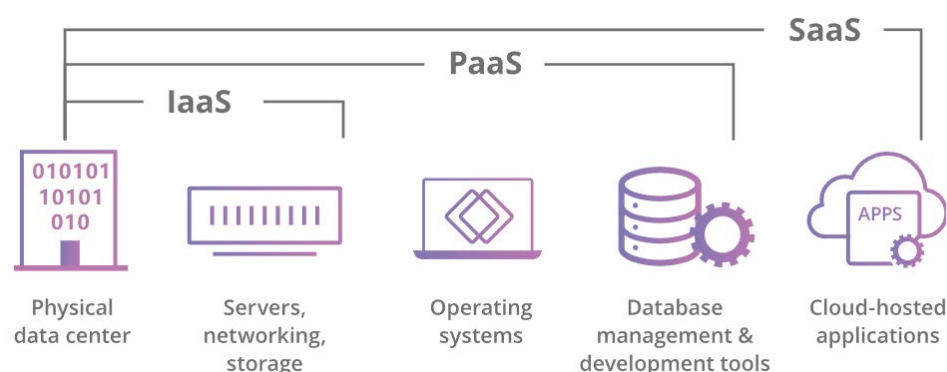 SaaS
PaaS
IaaS
010101
10101
010
APPS
Physical
data center
Servers,
networking,
storage
Operating
systems
Database
management &
development tools
Cloud-hosted
applications